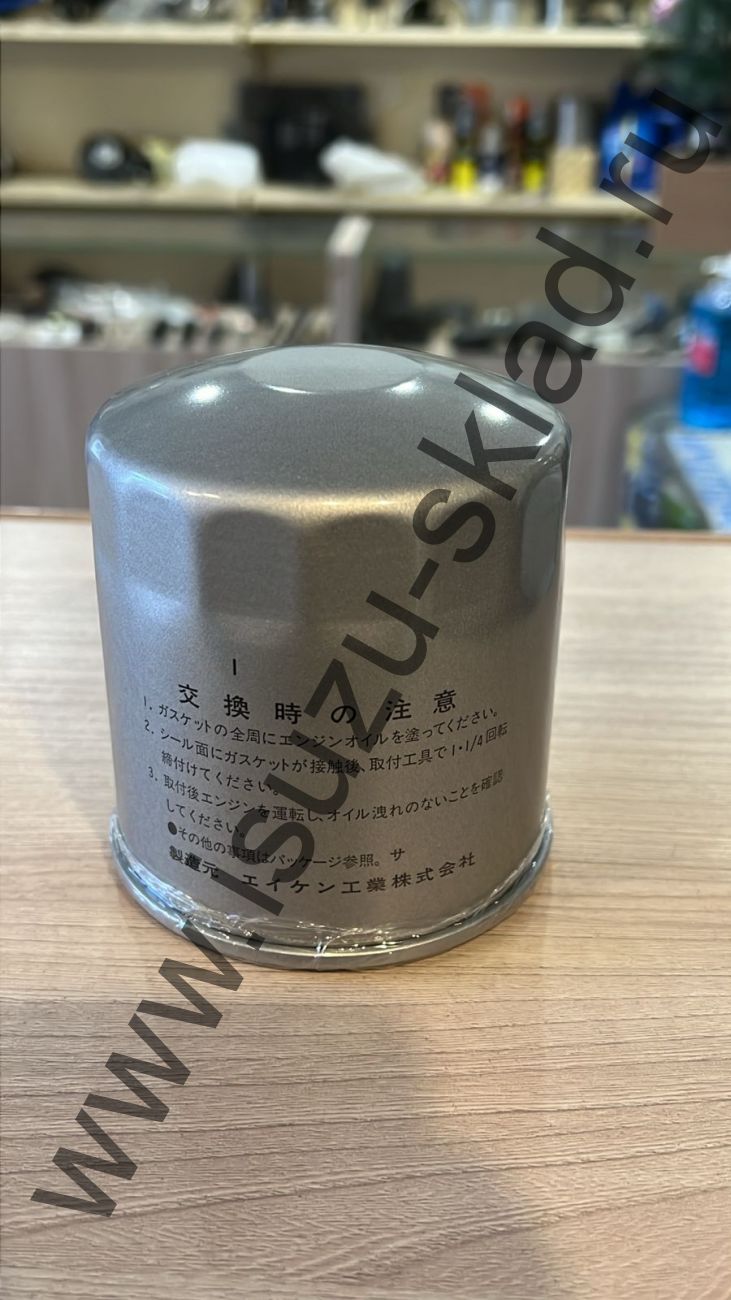 交換時の注意
1. ガスケットの全周にエンジンオイルを塗ってください。
2. シール面にガスケットが接触後、取付工具で1・1/4回転
締付けてください。
3. 取付後エンジンを運転し、オイル洩れのないことを確認
してください。
●その他の事項はパッケージ参照。 サ
製造元 エイケン工業株式会社
www.isuzu-sklad.ru